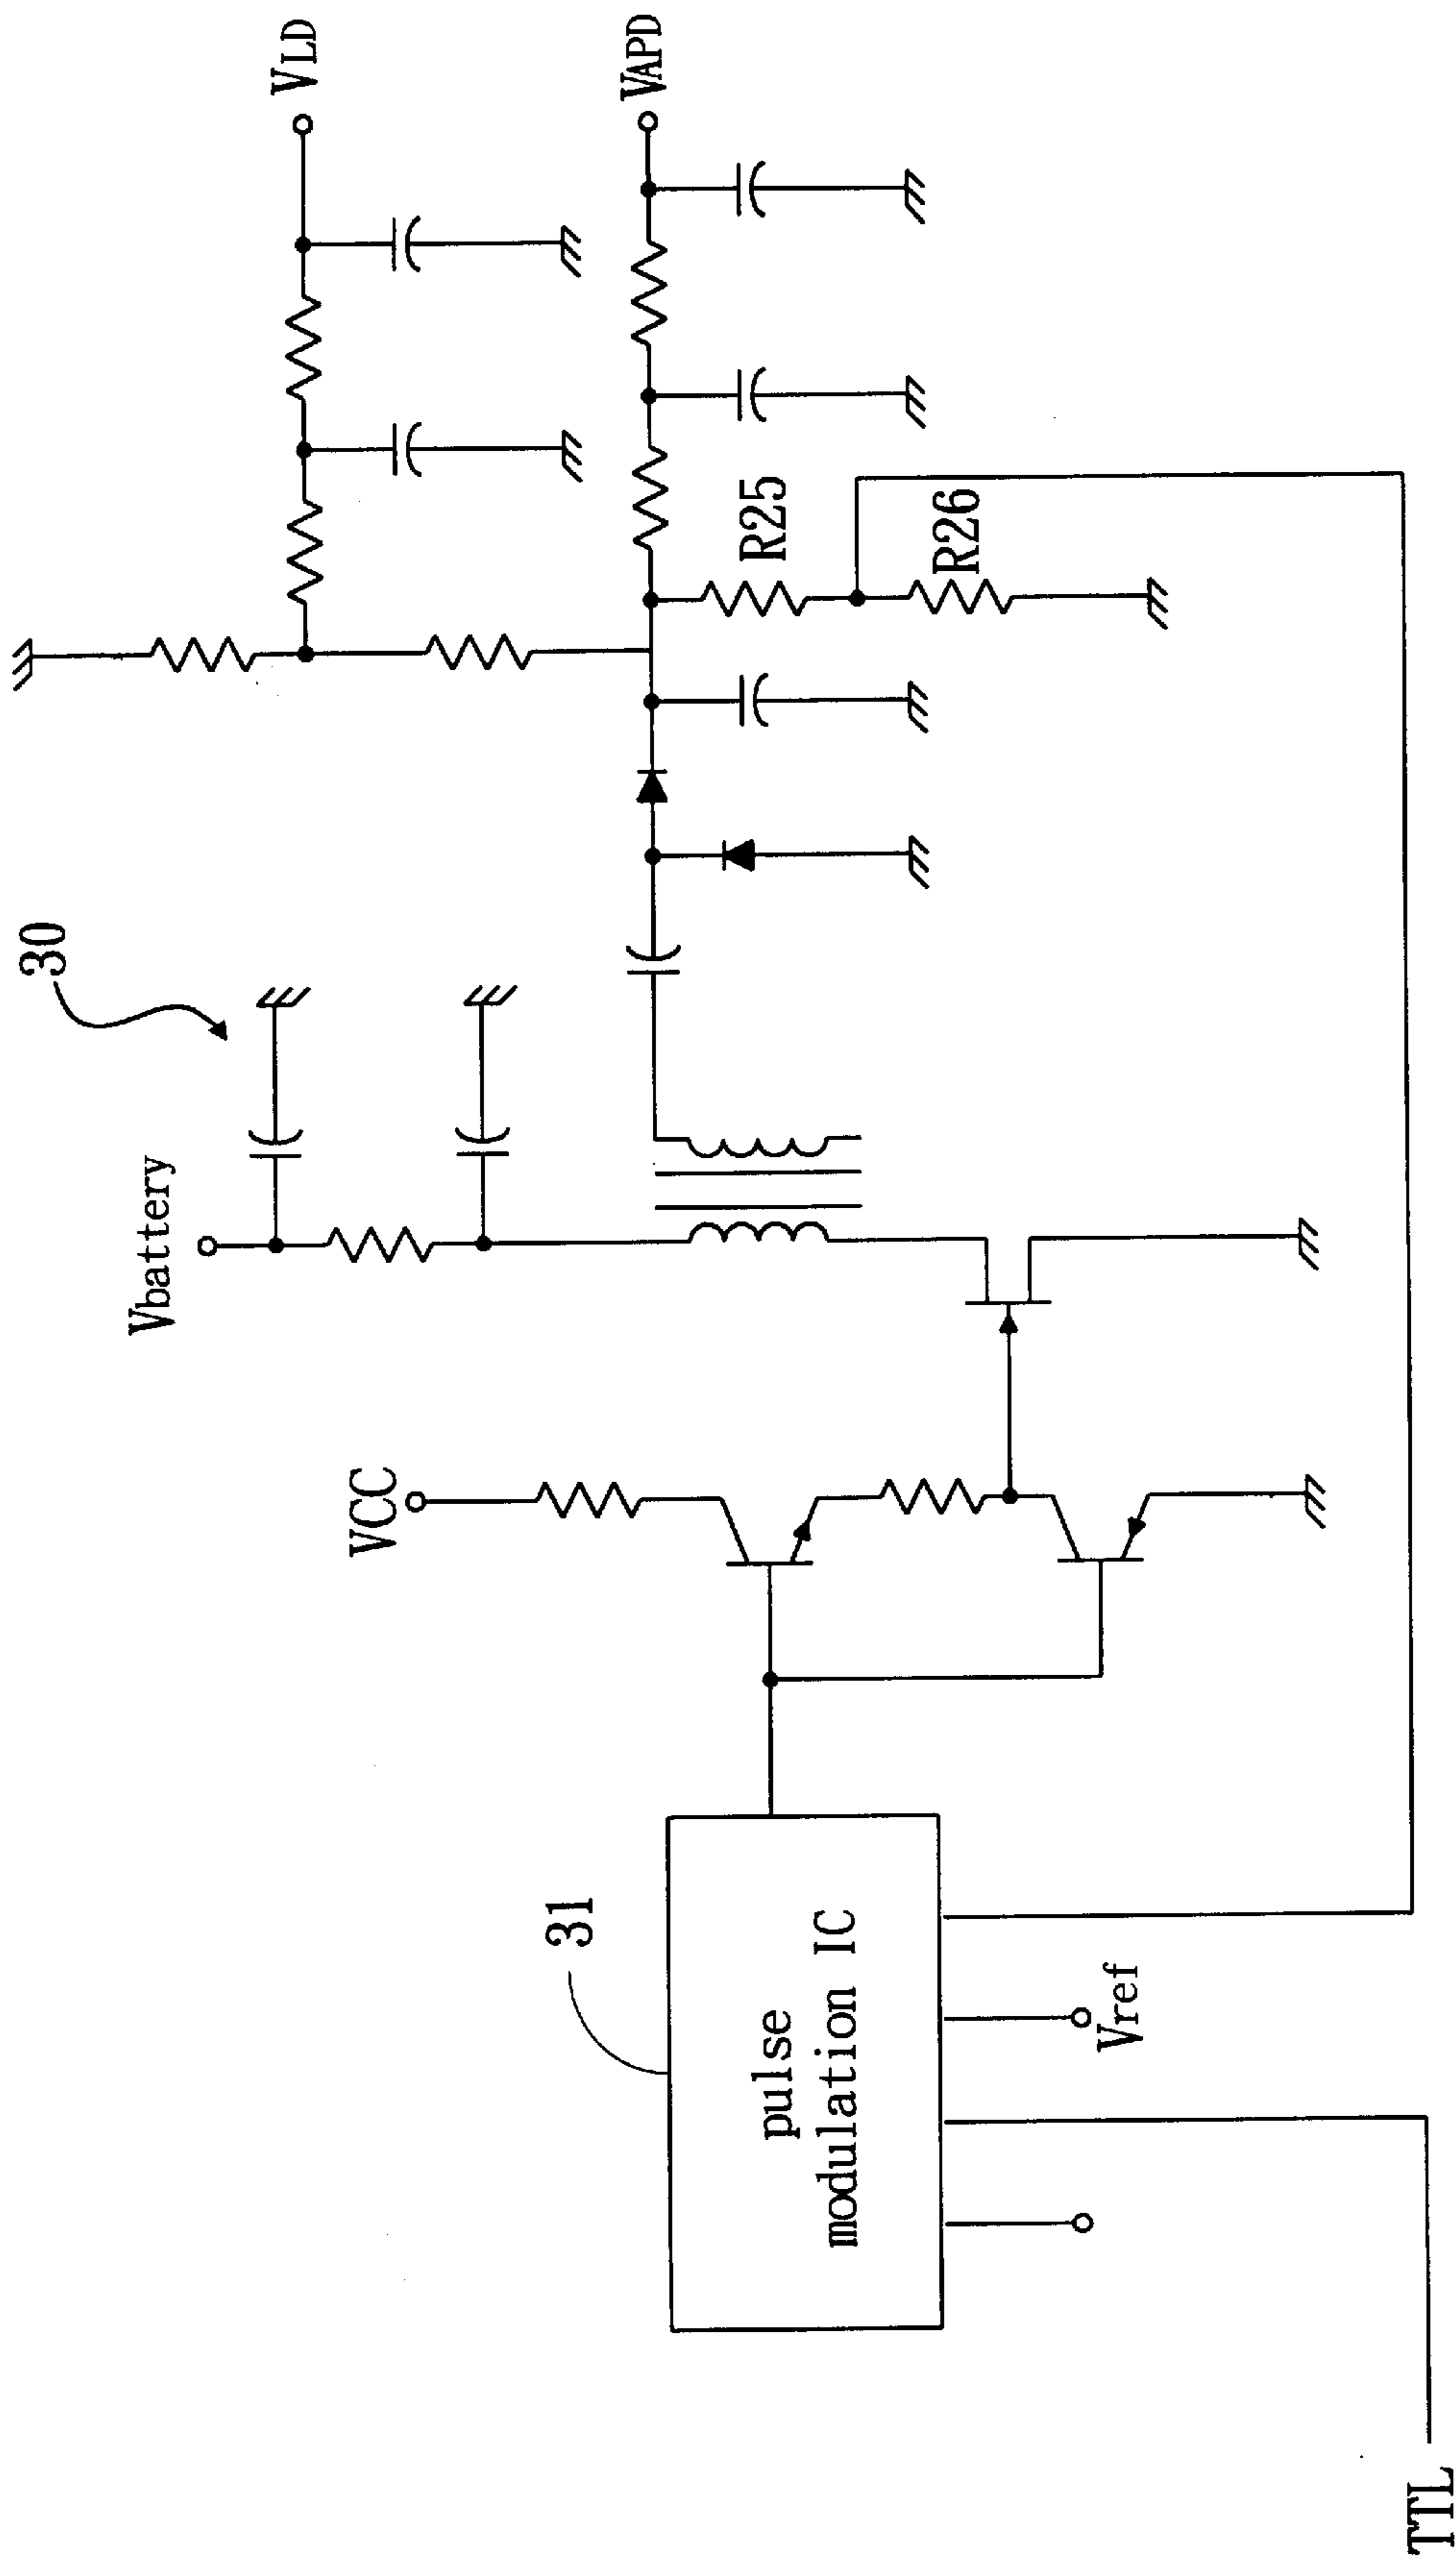 30
Vbattery
VLD
VAPD
VCC
R25
R26
31
pulse
modulation IC
Vref
TTL